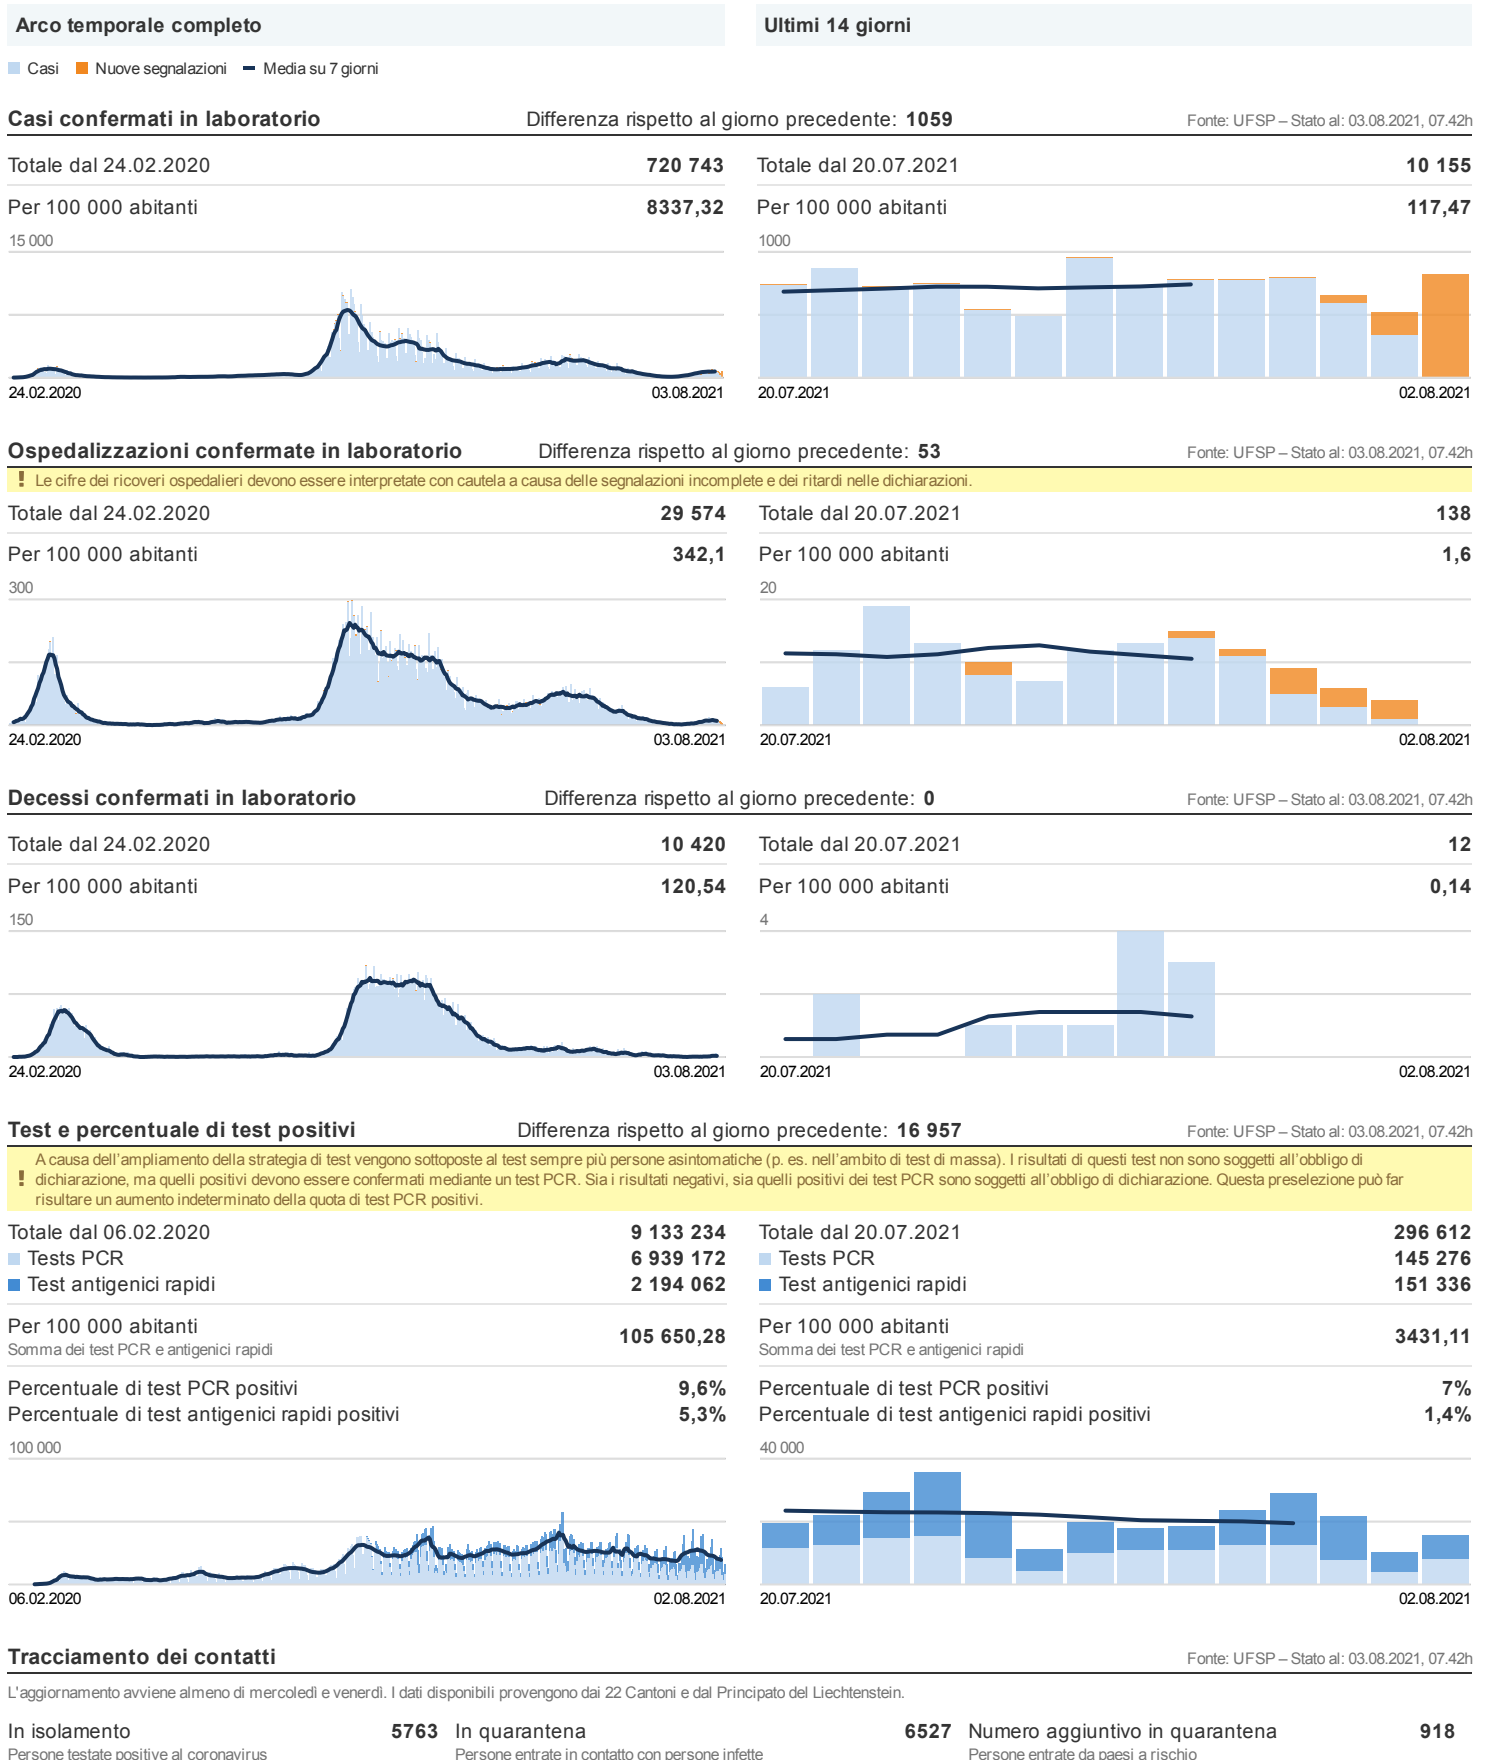 Arco temporale completo
Ultimi 14 giorni
Casi Nuove segnalazioni Media su 7 giorni
Casi confermati in laboratorio Differenza rispetto al giorno precedente: 1059 Fonte: UFSP – Stato al: 03.08.2021, 07.42h
Totale dal 24.02.2020 720 743
Per 100 000 abitanti 8337,32
15 000
24.02.2020 03.08.2021
Totale dal 20.07.2021 10 155
Per 100 000 abitanti 117,47
1000
20.07.2021 02.08.2021
Ospedalizzazioni confermate in laboratorio Differenza rispetto al giorno precedente: 53 Fonte: UFSP – Stato al: 03.08.2021, 07.42h
! Le cifre dei ricoveri ospedalieri devono essere interpretate con cautela a causa delle segnalazioni incomplete e dei ritardi nelle dichiarazioni.
Totale dal 24.02.2020 29 574
Per 100 000 abitanti 342,1
300
24.02.2020 03.08.2021
Totale dal 20.07.2021 138
Per 100 000 abitanti 1,6
20
20.07.2021 02.08.2021
Decessi confermati in laboratorio Differenza rispetto al giorno precedente: 0 Fonte: UFSP – Stato al: 03.08.2021, 07.42h
Totale dal 24.02.2020 10 420
Per 100 000 abitanti 120,54
150
24.02.2020 03.08.2021
Totale dal 20.07.2021 12
Per 100 000 abitanti 0,14
4
20.07.2021 02.08.2021
Test e percentuale di test positivi Differenza rispetto al giorno precedente: 16 957 Fonte: UFSP – Stato al: 03.08.2021, 07.42h
A causa dell'ampliamento della strategia di test vengono sottoposte al test sempre più persone asintomatiche (p. es. nell'ambito di test di massa). I risultati di questi test non sono soggetti all'obbligo di
! dichiarazione, ma quelli positivi devono essere confermati mediante un test PCR. Sia i risultati negativi, sia quelli positivi dei test PCR sono soggetti all'obbligo di dichiarazione. Questa preselezione può far
risultare un aumento indeterminato della quota di test PCR positivi.
Totale dal 06.02.2020 9 133 234
Tests PCR 6 939 172
Test antigenici rapidi 2 194 062
Per 100 000 abitanti 105 650,28
Somma dei test PCR e antigenici rapidi
Percentuale di test PCR positivi 9,6%
Percentuale di test antigenici rapidi positivi 5,3%
100 000
06.02.2020 02.08.2021
Totale dal 20.07.2021 296 612
Tests PCR 145 276
Test antigenici rapidi 151 336
Per 100 000 abitanti 3431,11
Somma dei test PCR e antigenici rapidi
Percentuale di test PCR positivi 7%
Percentuale di test antigenici rapidi positivi 1,4%
40 000
20.07.2021 02.08.2021
Tracciamento dei contatti Fonte: UFSP – Stato al: 03.08.2021, 07.42h
L'aggiornamento avviene almeno di mercoledì e venerdì. I dati disponibili provengono dai 22 Cantoni e dal Principato del Liechtenstein.
In isolamento 5763
Persone testate positive al coronavirus
In quarantena 6527
Persone entrate in contatto con persone infette
Numero aggiuntivo in quarantena 918
Persone entrate da paesi a rischio